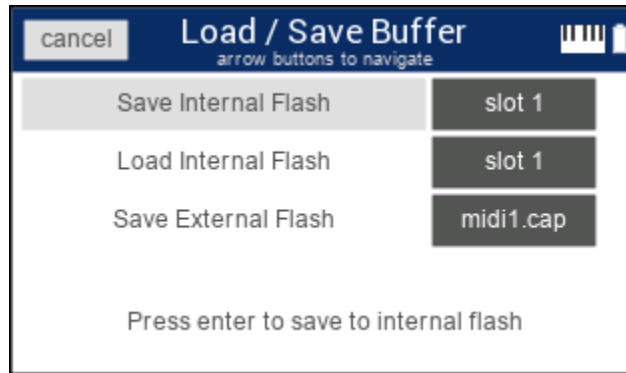 cancel
Load / Save Buffer
arrow buttons to navigate
Save Internal Flash slot 1
Load Internal Flash slot 1
Save External Flash midi1.cap
Press enter to save to internal flash